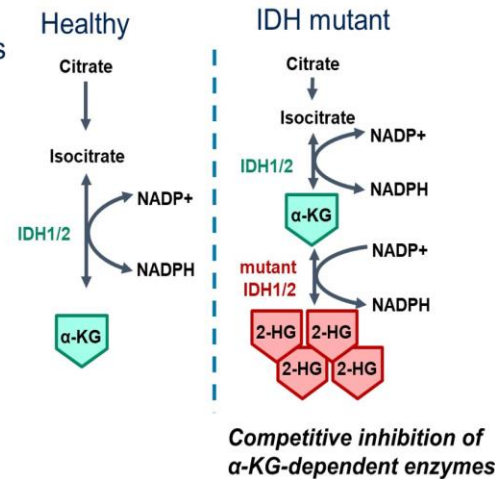 Healthy
s
Citrate
Isocitrate
NADP+
IDH1/2
NADPH
α-KG
IDH mutant
Citrate
Isocitrate
NADP+
IDH1/2
NADPH
α-KG
NADP+
mutant
IDH1/2
NADPH
2-HG 2-HG
2-HG 2-HG
Competitive inhibition of
α-KG-dependent enzymes